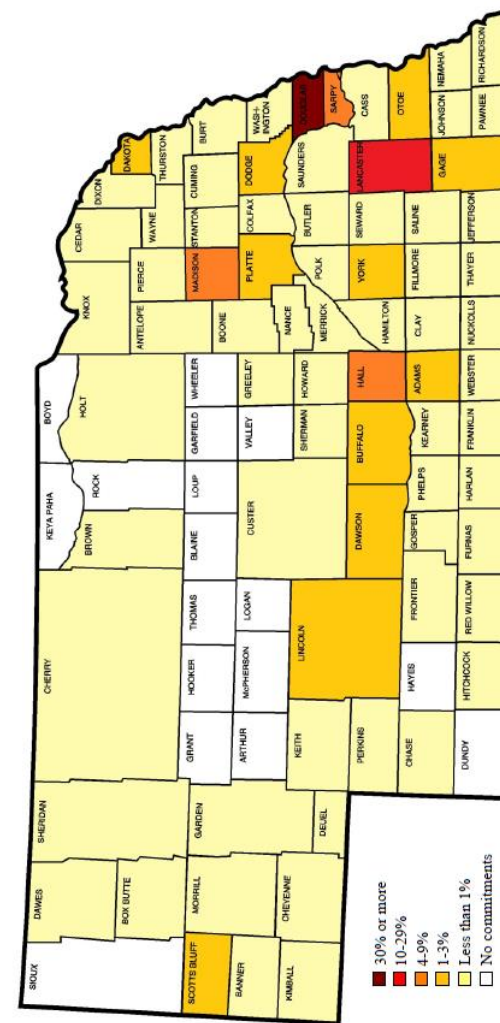 SIOUX
DAWES
BOX BUTTE
SHERIDAN
CHERRY
KEYA PAHA
BOYD
BROWN
ROCK
HOLT
KNOX
CEDAR
DIXON
DAKOTA
PIERCE
WAYNE
THURSTON
ANTELOPE
SCOTTS BLUFF
MORRILL
GARDEN
GRANT
HOOKER
THOMAS
BLAINE
LOUP
GARFIELD
WHEELER
BOONE
MADISON
STANTON
CUMING
BURT
BANNER
KIMBALL
CHEYENNE
DEUEL
ARTHUR
McPHERSON
LOGAN
CUSTER
VALLEY
GREELEY
NANCE
PLATTE
COLFAX
DODGE
WASH-
INGTON
KEITH
LINCOLN
SHERMAN
HOWARD
MERRICK
POLK
BUTLER
SAUNDERS
DOUGLAS
SARPY
PERKINS
DAWSON
BUFFALO
HALL
HAMILTON
YORK
SEWARD
LANCASTER
CASS
OTOE
CHASE
HAYES
FRONTIER
GOSPER
PHELPS
KEARNEY
ADAMS
CLAY
FILLMORE
SALINE
GAGE
JOHNSON
NEMAHA
DUNDY
HITCHCOCK
RED WILLOW
FURNAS
HARLAN
FRANKLIN
WEBSTER
NUCKOLLS
THAYER
JEFFERSON
PAWNEE
RICHARDSON
30% or more
10-29%
4-9%
1-3%
Less than 1%
No commitments